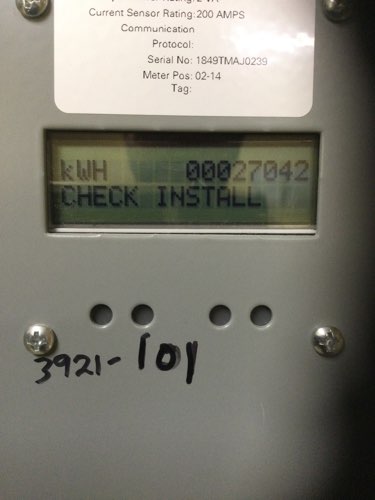 Current Sensor Rating: 200 AMPS
Communication
Protocol:
Serial No: 1849TMAJ0239
Meter Pos: 02-14
Tag:
kWH 00027042
CHECK INSTALL
3921-101